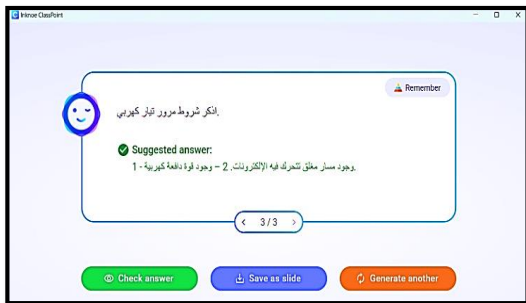 Inknoe ClassPoint
Remember
اذكر شروط مرور تيار كهربي.
Suggested answer:
1 - وجود مسار مغلق تتحرك فيه الإلكترونات. 2 – وجود قوة دافعة كهربية.
3 / 3
Check answer
Save as slide
Generate another